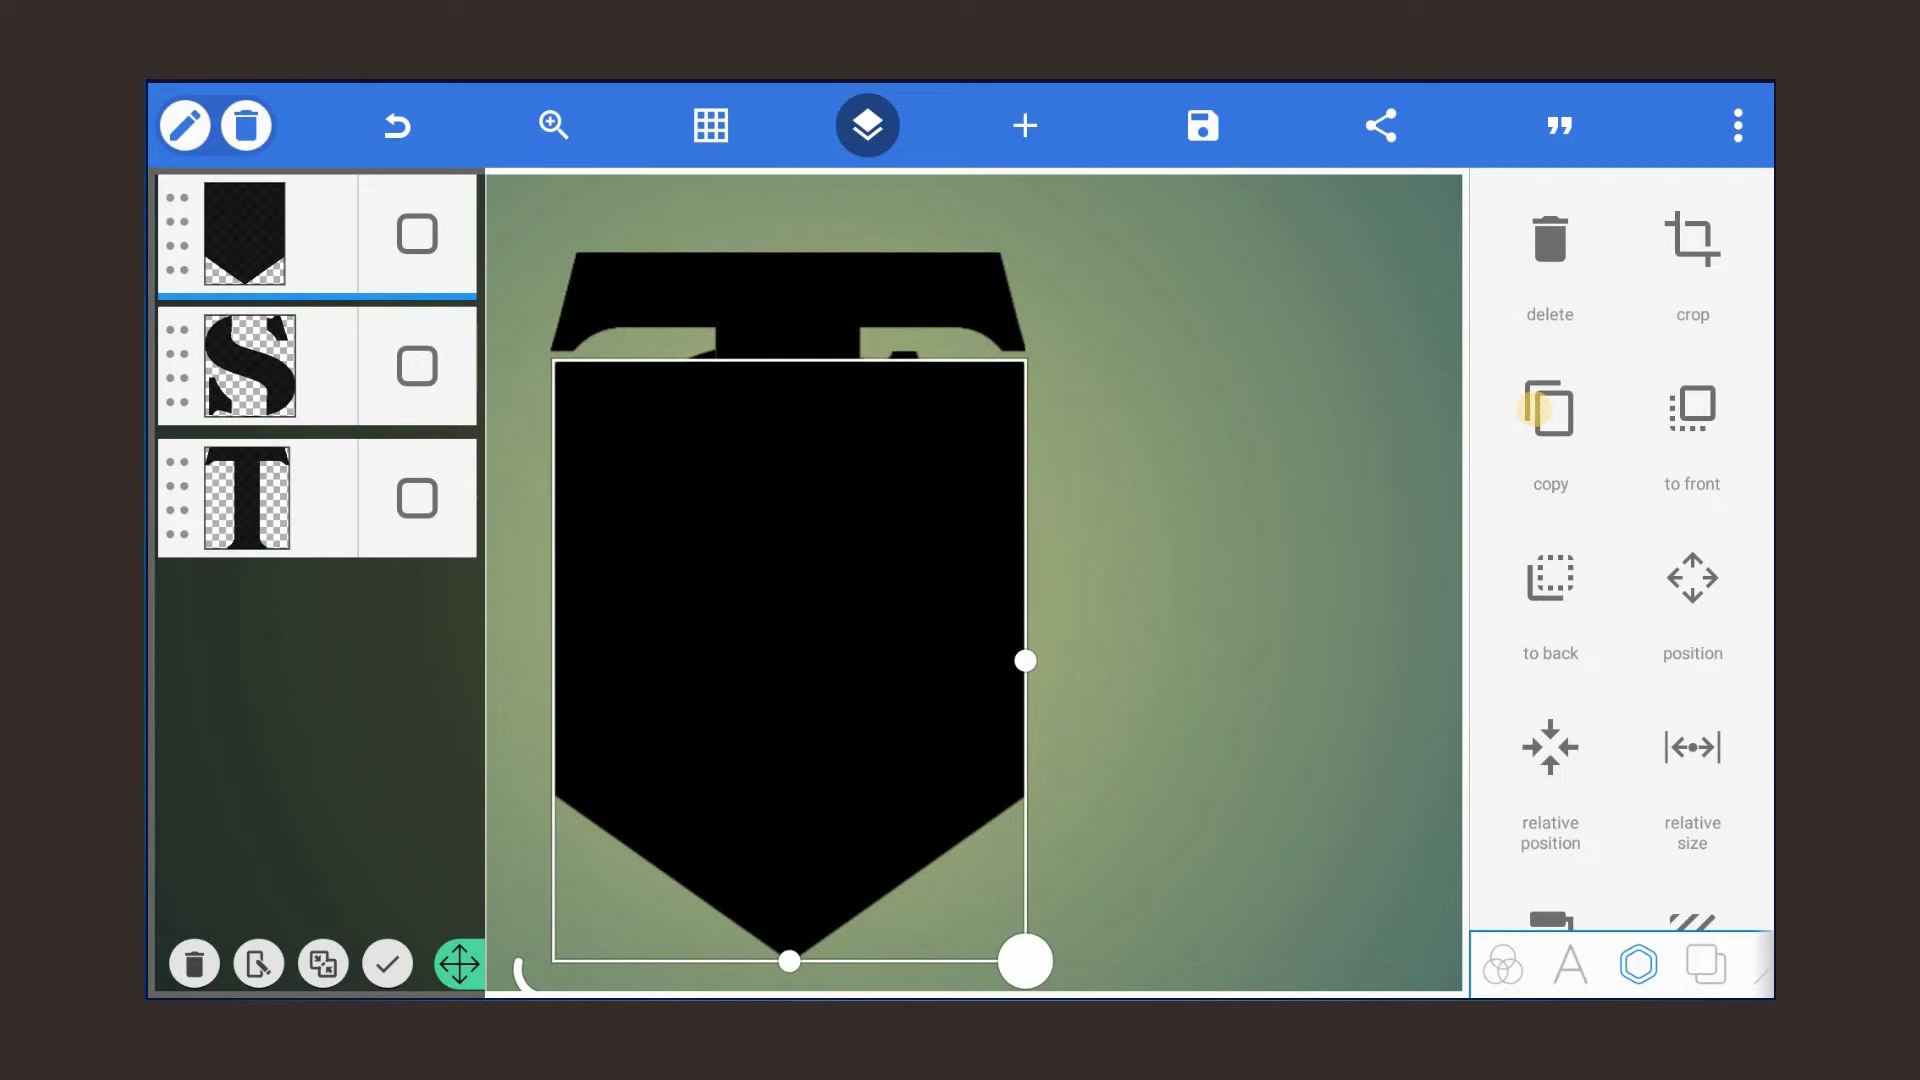 delete
crop
copy
to front
to back
position
relative
position
relative
size
S
T